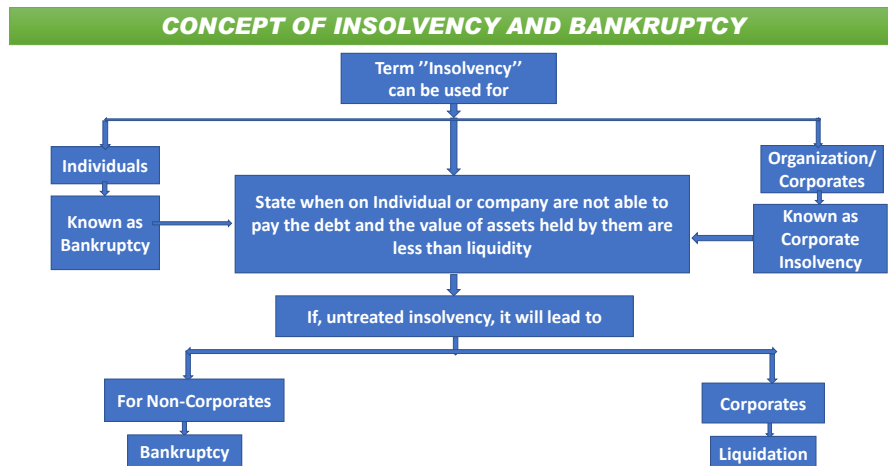 CONCEPT OF INSOLVENCY AND BANKRUPTCY
Term ”Insolvency”
can be used for
Individuals
Known as
Bankruptcy
State when on Individual or company are not able to
pay the debt and the value of assets held by them are
less than liquidity
Organization/
Corporates
Known as
Corporate
Insolvency
If, untreated insolvency, it will lead to
For Non-Corporates
Bankruptcy
Corporates
Liquidation